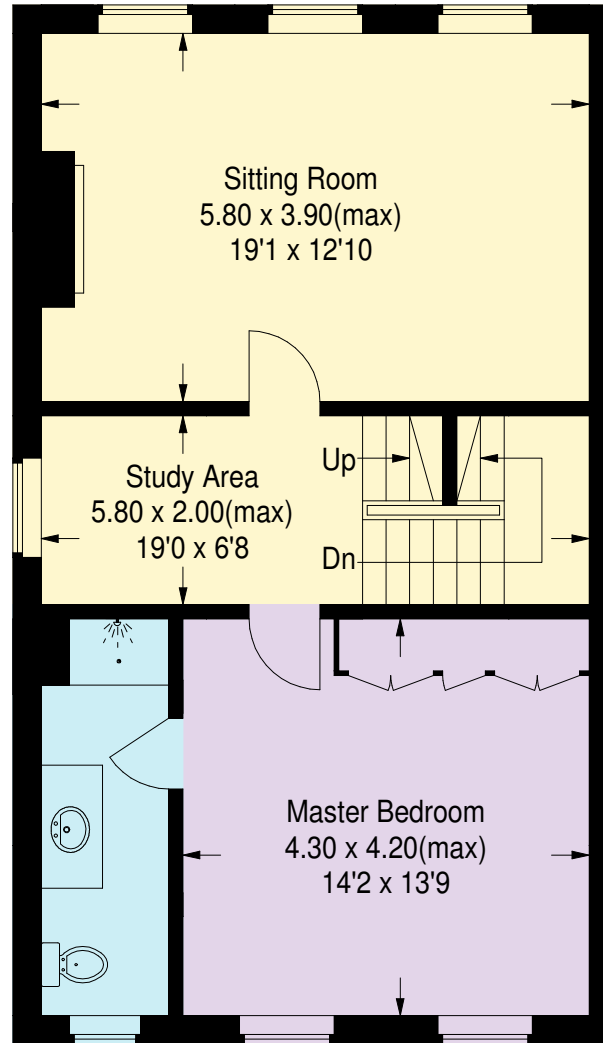 Sitting Room
5.80 x 3.90(max)
19'1 x 12'10
Study Area
5.80 x 2.00(max)
19'0 x 6'8
Up
Dn
Master Bedroom
4.30 x 4.20(max)
14'2 x 13'9